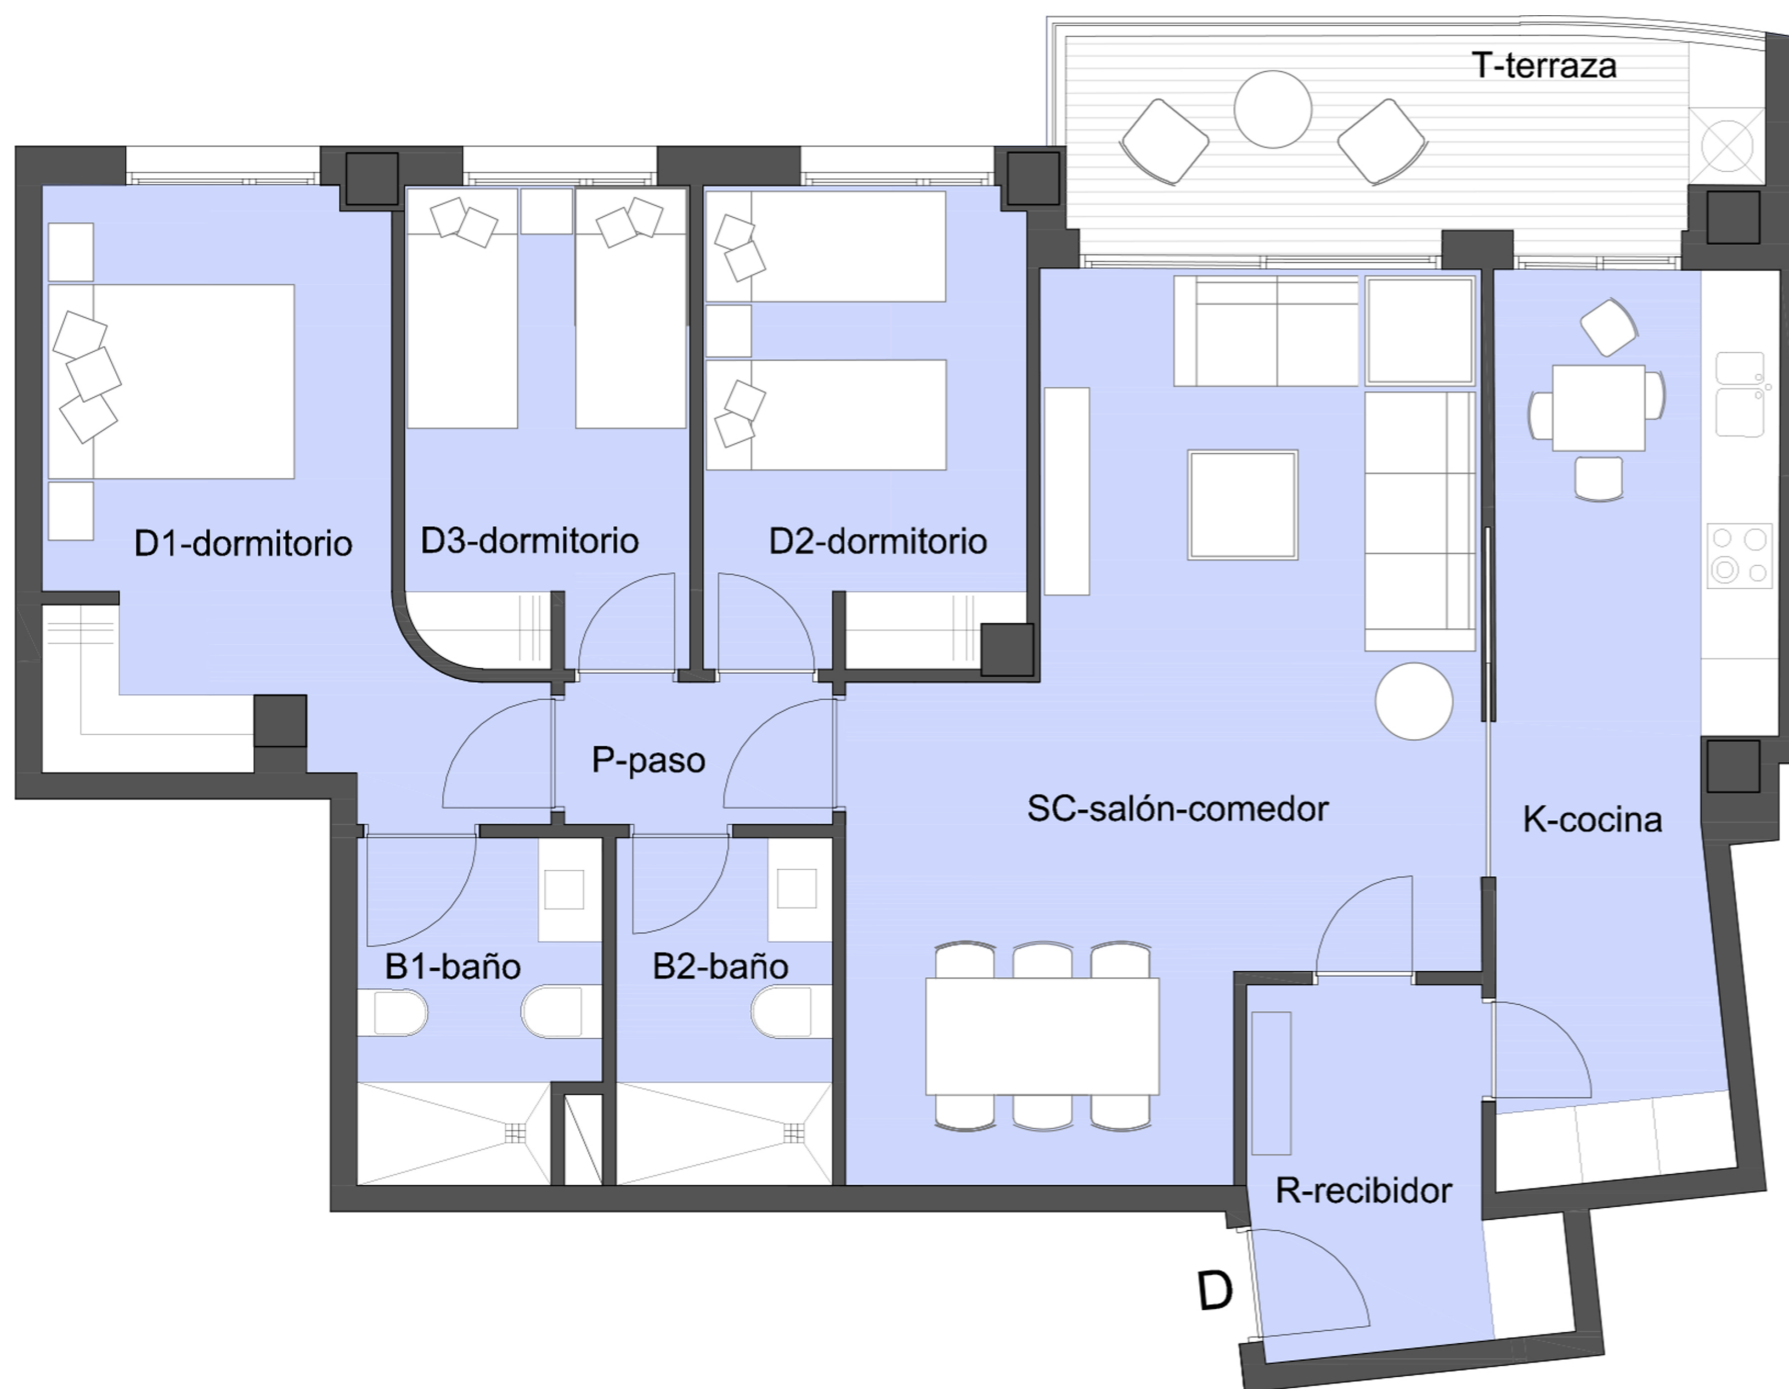 T-terraza
D1-dormitorio
D3-dormitorio
D2-dormitorio
P-paso
SC-salón-comedor
K-cocina
B1-baño
B2-baño
R-recibidor
D